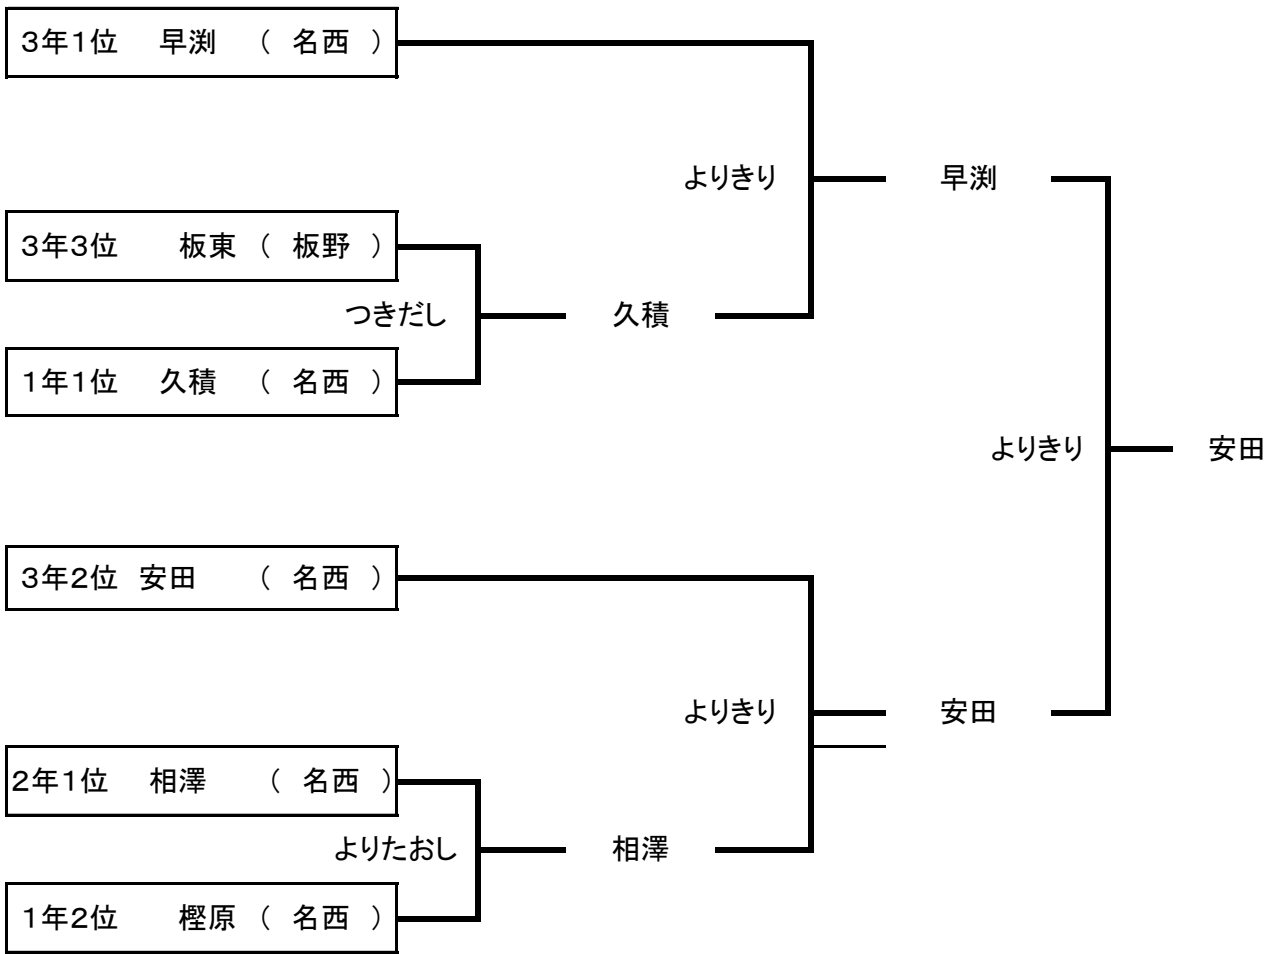 3年1位 早渕 ( 名西 )
よりきり 早渕
3年3位 板東 ( 板野 )
つきだし 久積
1年1位 久積 ( 名西 )
よりきり 安田
3年2位 安田 ( 名西 )
よりきり 安田
2年1位 相澤 ( 名西 )
よりたおし 相澤
1年2位 樫原 ( 名西 )